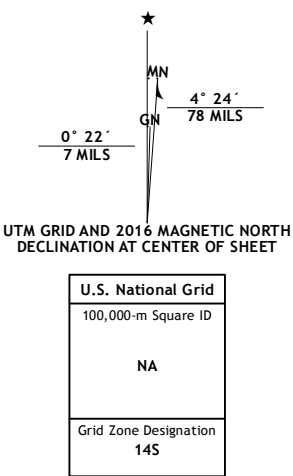 MN
4° 24´
78 MILS
GN
0° 22´
7 MILS
UTM GRID AND 2016 MAGNETIC NORTH
DECLINATION AT CENTER OF SHEET
U.S. National Grid
100,000-m Square ID
NA
Grid Zone Designation
14S